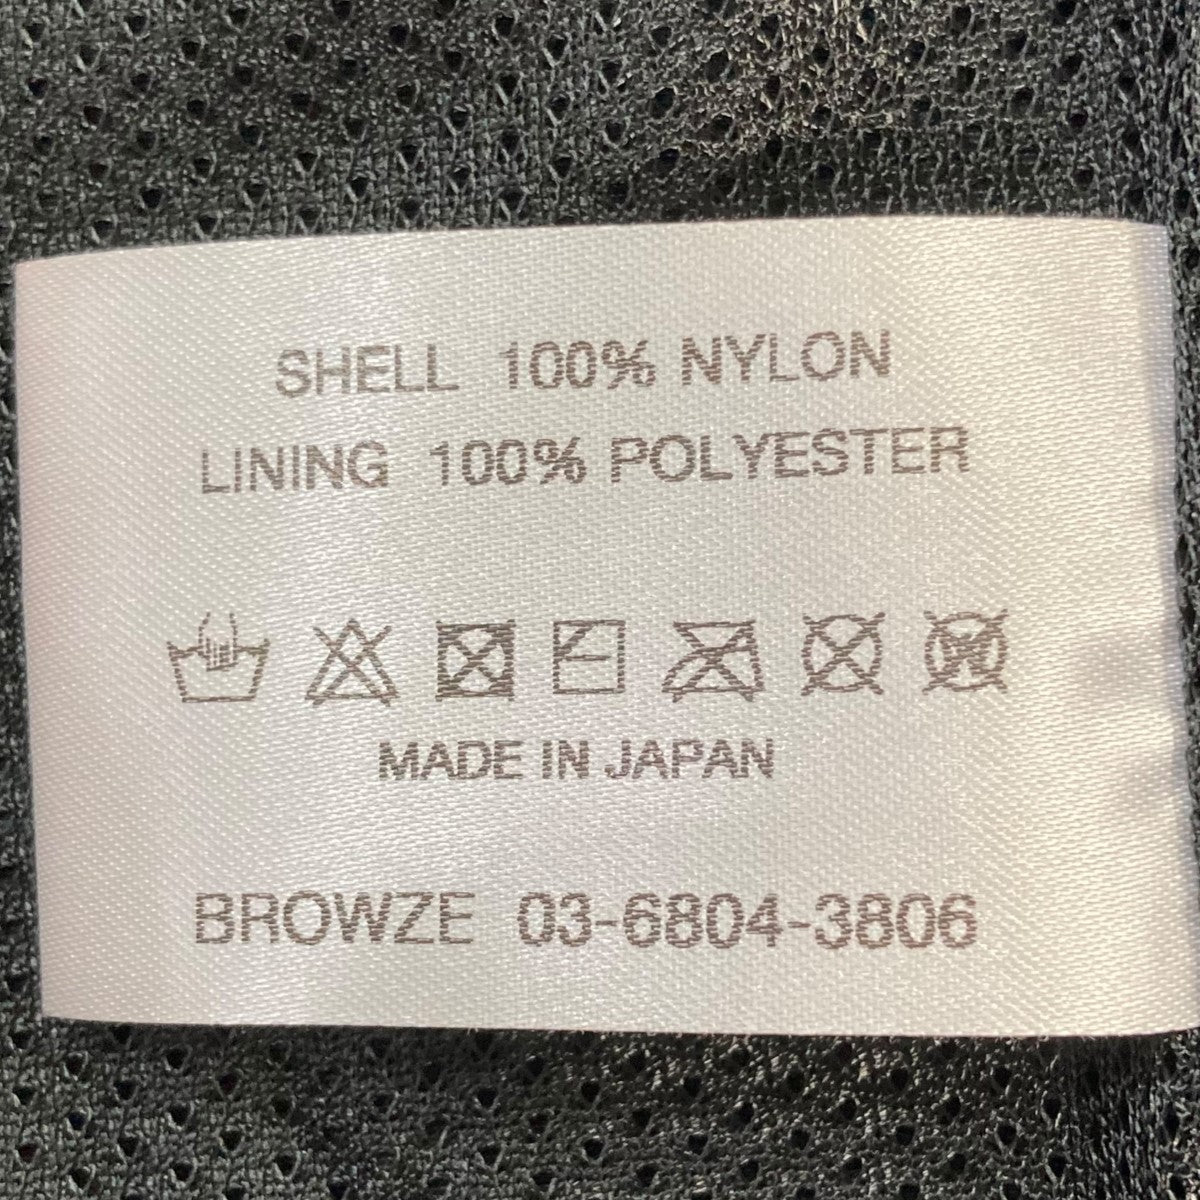 SHELL 100% NYLON
LINING 100% POLYESTER
MADE IN JAPAN
BROWZE 03-6804-3806